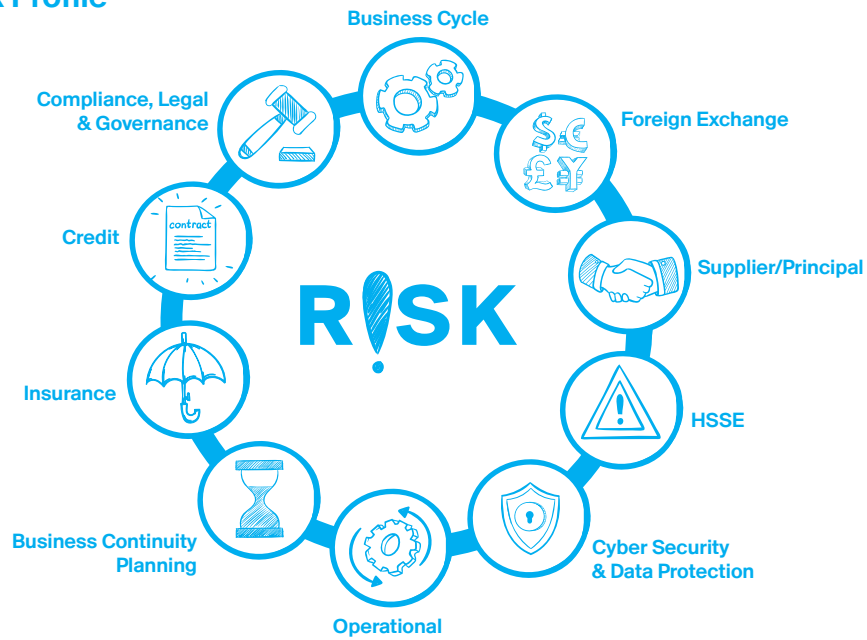 Business Cycle
Compliance, Legal
& Governance
Foreign Exchange
$ €
£ ¥
contract
Credit
Supplier/Principal
R!SK
Insurance
HSSE
Business Continuity
Planning
Cyber Security
& Data Protection
Operational